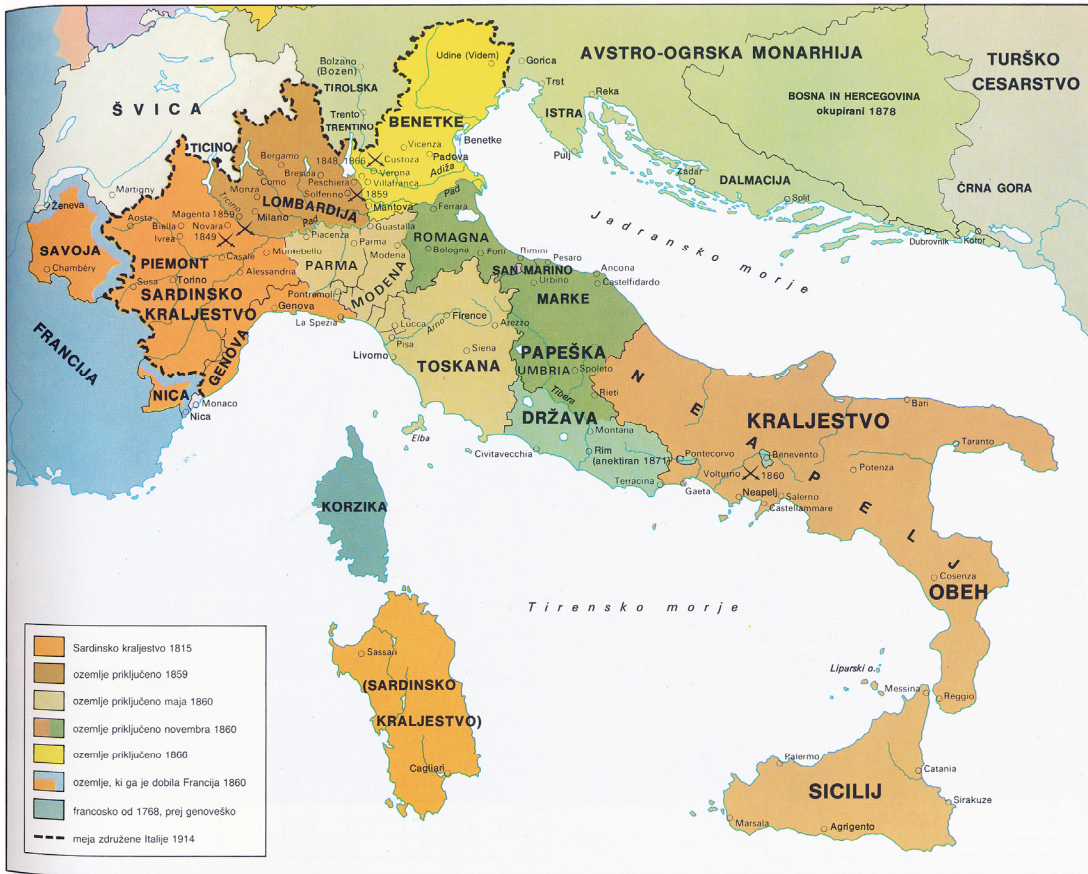 AVSTRO-OGRSKA MONARHIJA
TURŠKO
CESARSTVO
BOSNA IN HERCEGOVINA
okupirani 1878
ČRNA GORA
ŠVICA
TICINO
Bolzano
(Bozen)
TIROLSKA
Trento
TRENTINO
Udine (Videm)
Gorica
Trst
Reka
ISTRA
Pulj
BENETKE
Benetke
Vicenza
Padova
Custoza
Verona
Adiža
Villafranca
1848, 1866
1859
Mantova
Bergamo
Brescia
Peschiera
Solferino
Monza
Como
LOMBARDIJA
Ticino
Magenta 1859
Milano
Novara
1849
Pad
Pad
Martigny
Ženeva
SAVOJA
Chambéry
Aosta
Biella
Ivrea
Casale
Montebello
PIEMONT
Alessandria
Susa
Torino
SARDINSKO
KRALJESTVO
Genova
GENOVA
NICA
Monaco
Nica
FRANCIJA
Piacenza
Parma
PARMA
Guastalla
Modena
MODENA
Pontremoli
La Spezia
Ferrara
ROMAGNA
Bologna
Forlì
Rimini
Pesaro
SAN MARINO
Urbino
Ancona
Castelfidardo
MARKE
Lucca
Arno
Firence
Arezzo
Pisa
Livorno
Siena
TOSKANA
Elba
PAPEŠKA
UMBRIA
Spoleto
Tibera
Rieti
DRŽAVA
Montana
Civitavecchia
Rim
(anektiran 1871)
Terracina
Zadar
DALMACIJA
Split
Dubrovnik
Kotor
Jadransko morje
NEAPELJ
KRALJESTVO
Bari
Taranto
Pontecorvo
Benevento
Volturno
1860
Potenza
Gaeta
Neapelj
Salerno
Castellammare
Cosenza
OBEH
KORZIKA
Tirensko morje
Sassari
(SARDINSKO
KRALJESTVO)
Cagliari
Liparski o.
Messina
Reggio
Palermo
Catania
SICILIJ
Sirakuze
Marsala
Agrigento
Sardinsko kraljestvo 1815
ozemlje priključeno 1859
ozemlje priključeno maja 1860
ozemlje priključeno novembra 1860
ozemlje priključeno 1866
ozemlje, ki ga je dobila Francija 1860
francosko od 1768, prej genoveško
meja združene Italije 1914